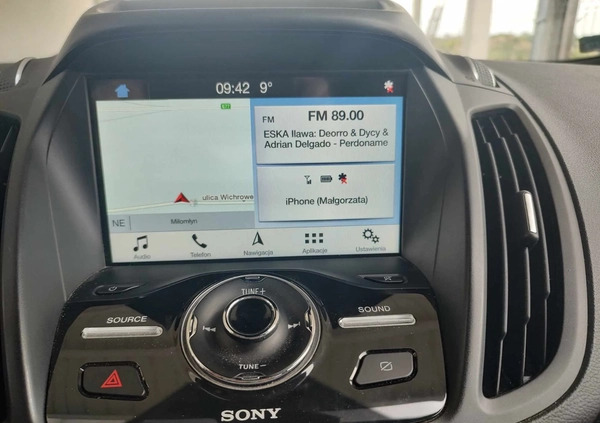 09:42 9°
FM FM 89.00
ESKA Ilawa: Deorro & Dycy &
Adrian Delgado - Perdoname
iPhone (Małgorzata)
ulica Wichrowe
NE Miłomłyn
Audio Telefon Nawigacja Aplikacje Ustawienia
TUNE+
SOURCE SOUND
TUNE−
SONY